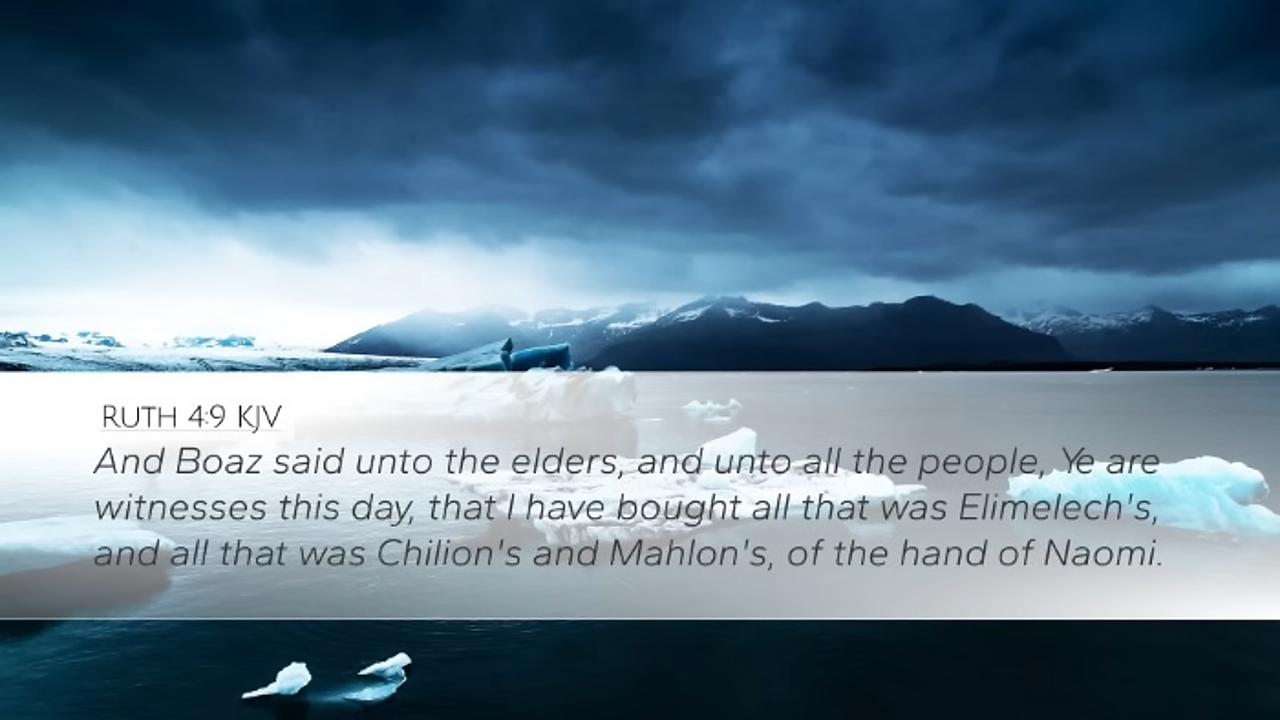 RUTH 4:9 KJV
And Boaz said unto the elders, and unto all the people, Ye are
witnesses this day, that I have bought all that was Elimelech's,
and all that was Chilion's and Mahlon's, of the hand of Naomi.